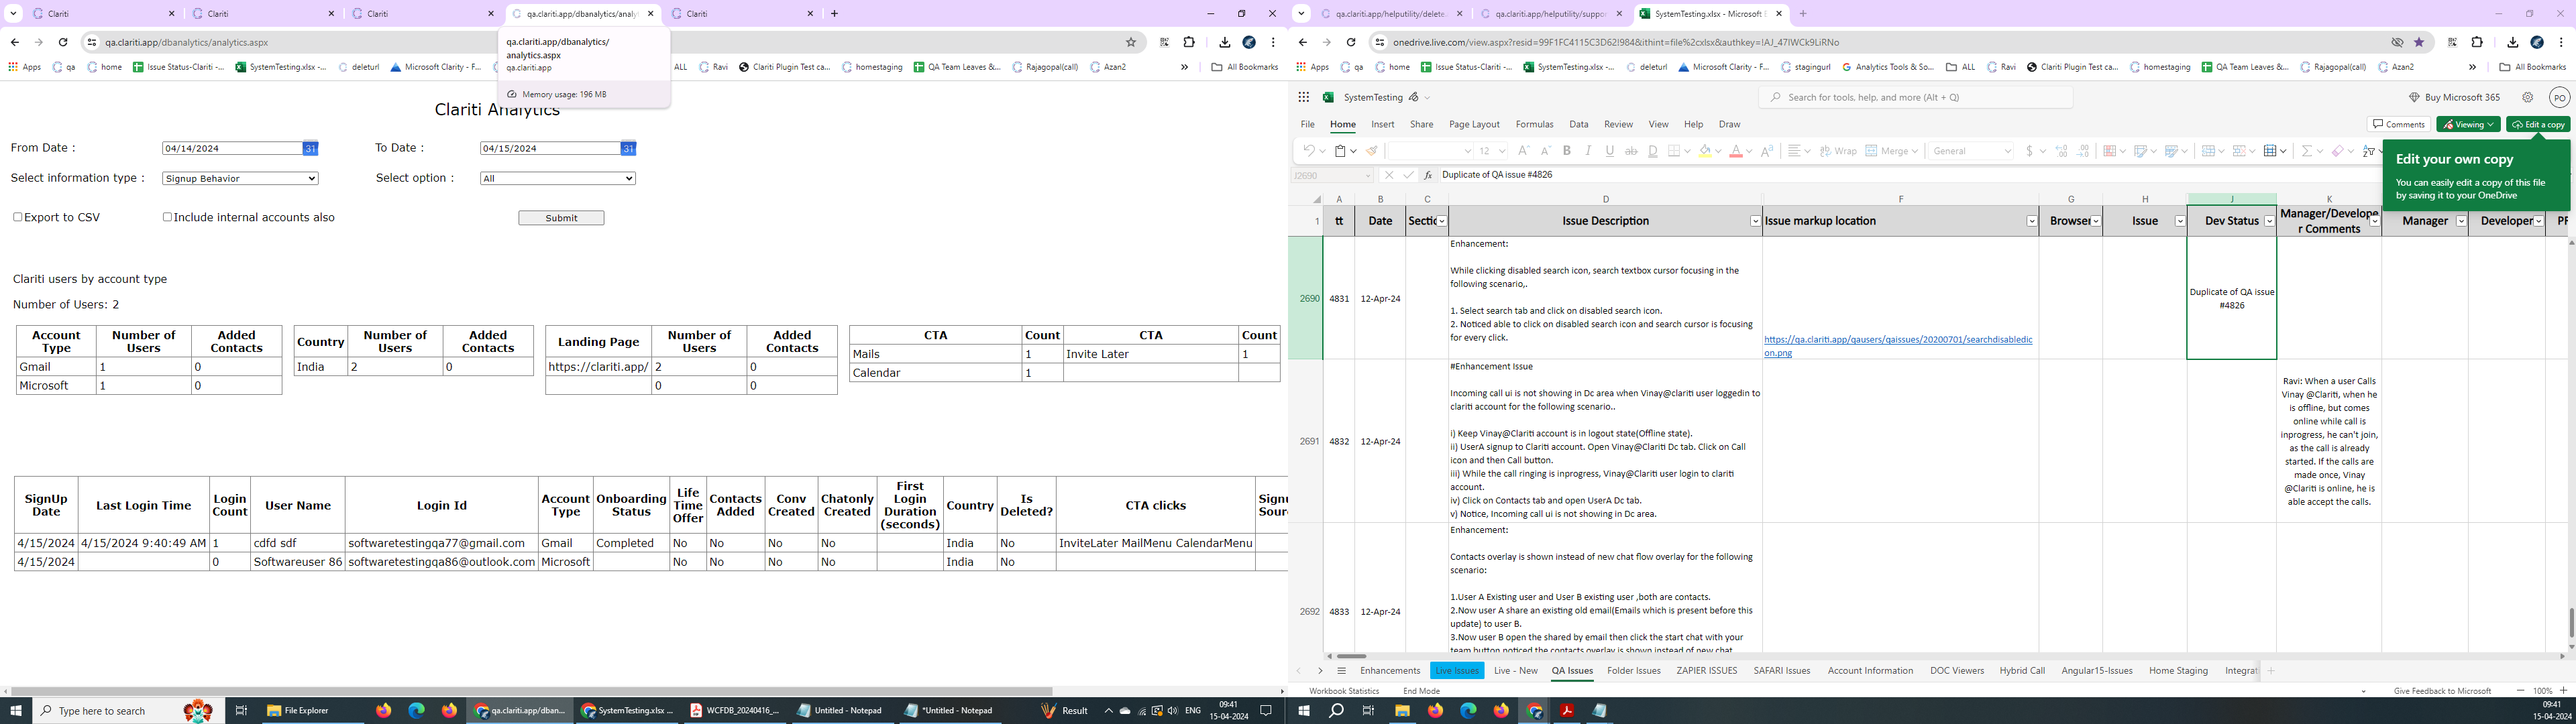 Clariti
Clariti
Clariti
qa.clariti.app/dbanalytics/analy
Clariti
qa.clariti.app/dbanalytics/analytics.aspx
qa.clariti.app/dbanalytics/
analytics.aspx
qa.clariti.app
Memory usage: 196 MB
Apps
qa
home
Issue Status-Clariti -...
SystemTesting.xlsx -...
deleturl
Microsoft Clarity - F...
ALL
Ravi
Clariti Plugin Test ca...
homestaging
QA Team Leaves &...
Rajagopal(call)
Azan2
All Bookmarks
Clariti Analytics
From Date :
04/14/2024
31
To Date :
04/15/2024
31
Select information type :
Signup Behavior
Select option :
All
Export to CSV
Include internal accounts also
Submit
Clariti users by account type
Number of Users: 2
Account Type Number of Users Added Contacts
Gmail 1 0
Microsoft 1 0
Country Number of Users Added Contacts
India 2 0
Landing Page Number of Users Added Contacts
https://clariti.app/ 2 0
0 0
CTA Count CTA Count
Mails 1 Invite Later 1
Calendar 1
SignUp Date Last Login Time Login Count User Name Login Id Account Type Onboarding Status Life Time Offer Contacts Added Conv Created Chatonly Created First Login Duration (seconds) Country Is Deleted? CTA clicks Signu Sourc
4/15/2024 4/15/2024 9:40:49 AM 1 cdfd sdf softwaretestingqa77@gmail.com Gmail Completed No No No No India No InviteLater MailMenu CalendarMenu
4/15/2024 0 Softwareuser 86 softwaretestingqa86@outlook.com Microsoft No No No No India No
Type here to search
File Explorer
qa.clariti.app/dban...
SystemTesting.xlsx ...
WCFDB_20240416_...
Untitled - Notepad
*Untitled - Notepad
Result
ENG
09:41
15-04-2024
qa.clariti.app/helputility/delete
qa.clariti.app/helputility/suppor
SystemTesting.xlsx - Microsoft E
onedrive.live.com/view.aspx?resid=99F1FC4115C3D62!984&ithint=file%2cxlsx&authkey=!AJ_47IWCk9LiRNo
Apps
qa
home
Issue Status-Clariti -...
SystemTesting.xlsx -...
deleturl
Microsoft Clarity - F...
stagingurl
Analytics Tools & So...
ALL
Ravi
Clariti Plugin Test ca...
homestaging
QA Team Leaves &...
Rajagopal(call)
Azan2
All Bookmarks
SystemTesting
Search for tools, help, and more (Alt + Q)
Buy Microsoft 365
PO
File Home Insert Share Page Layout Formulas Data Review View Help Draw
Comments
Viewing
Edit a copy
12
Wrap
Merge
General
Edit your own copy
You can easily edit a copy of this file
by saving it to your OneDrive
J2690
Duplicate of QA issue #4826
A B C D F G H J K L M
1 tt Date Sectic Issue Description Issue markup location Browser Issue Dev Status Manager/Developer Comments Manager Developer PF
2690 4831 12-Apr-24
Enhancement:
While clicking disabled search icon, search textbox cursor focusing in the
following scenario,.
1. Select search tab and click on disabled search icon.
2. Noticed able to click on disabled search icon and search cursor is focusing
for every click.
https://qa.clariti.app/qausers/qaissues/20200701/searchdisabledic
on.png
Duplicate of QA issue
#4826
2691 4832 12-Apr-24
#Enhancement Issue
Incoming call ui is not showing in Dc area when Vinay@clariti user loggedin to
clariti account for the following scenario..
i) Keep Vinay@Clariti account is in logout state(Offline state).
ii) UserA signup to Clariti account. Open Vinay@Clariti Dc tab. Click on Call
icon and then Call button.
iii) While the call ringing is inprogress, Vinay@Clariti user login to clariti
account.
iv) Click on Contacts tab and open UserA Dc tab.
v) Notice, Incoming call ui is not showing in Dc area.
Ravi: When a user Calls
Vinay @Clariti, when he
is offline, but comes
online while call is
inprogress, he can't join,
as the call is already
started. If the calls are
made once, Vinay
@Clariti is online, he is
able accept the calls.
2692 4833 12-Apr-24
Enhancement:
Contacts overlay is shown instead of new chat flow overlay for the following
scenario:
1.User A Existing user and User B existing user ,both are contacts.
2.Now user A share an existing old email(Emails which is present before this
update) to user B.
3.Now user B open the shared by email then click the start chat with your
team button noticed the contacts overlay is shown instead of new chat
Enhancements
Live Issues
Live - New
QA Issues
Folder Issues
ZAPIER ISSUES
SAFARI Issues
Account Information
DOC Viewers
Hybrid Call
Angular15-Issues
Home Staging
Integrat
Workbook Statistics
End Mode
Give Feedback to Microsoft
100%
ENG
09:41
15-04-2024